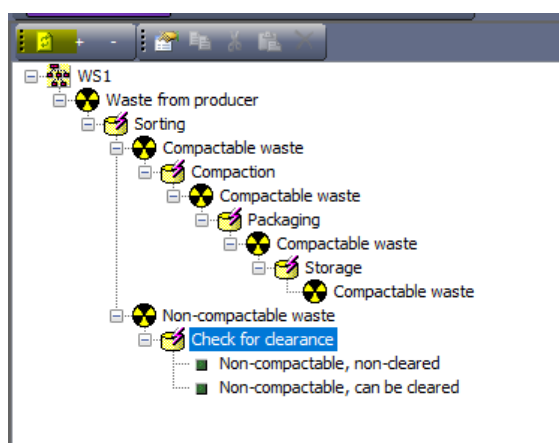 + -
WS1
Waste from producer
Sorting
Compactable waste
Compaction
Compactable waste
Packaging
Compactable waste
Storage
Compactable waste
Non-compactable waste
Check for clearance
Non-compactable, non-cleared
Non-compactable, can be cleared